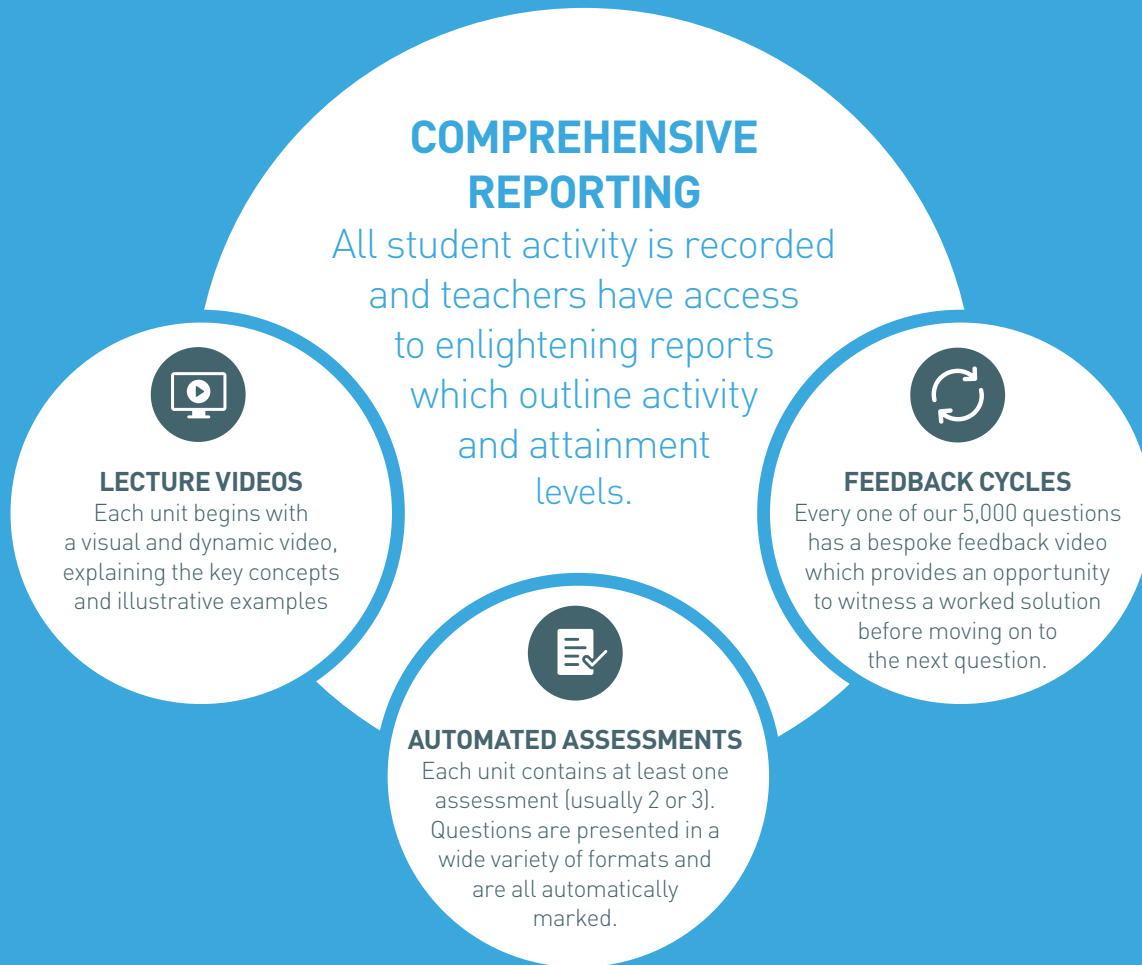 COMPREHENSIVE
REPORTING
All student activity is recorded
and teachers have access
to enlightening reports
which outline activity
and attainment
levels.
LECTURE VIDEOS
Each unit begins with
a visual and dynamic video,
explaining the key concepts
and illustrative examples
AUTOMATED ASSESSMENTS
Each unit contains at least one
assessment (usually 2 or 3).
Questions are presented in a
wide variety of formats and
are all automatically
marked.
FEEDBACK CYCLES
Every one of our 5,000 questions
has a bespoke feedback video
which provides an opportunity
to witness a worked solution
before moving on to
the next question.